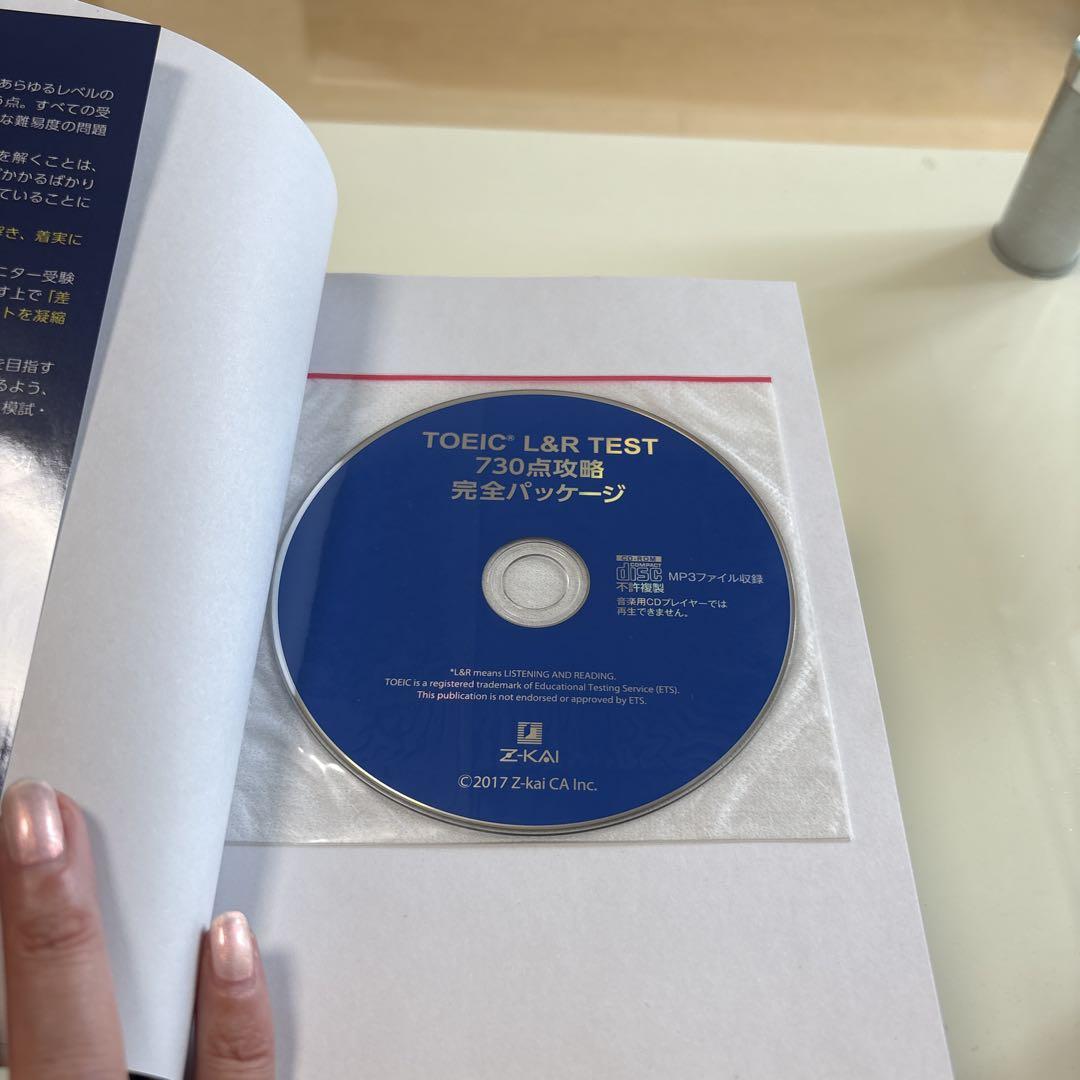 あらゆるレベルの
う点。すべての受
な難易度の問題
を解くことは、
かかるばかり
ていることに
解き、着実に
ニター受験
す上で「差
トを凝縮
を目指す
るよう、
模試・
TOEIC® L&R TEST
730点攻略
完全パッケージ
CD-ROM
COMPACT
disc
MP3ファイル収録
不許複製
音楽用CDプレイヤーでは
再生できません。
*L&R means LISTENING AND READING.
TOEIC is a registered trademark of Educational Testing Service (ETS).
This publication is not endorsed or approved by ETS.
Z-KAI
©2017 Z-kai CA Inc.